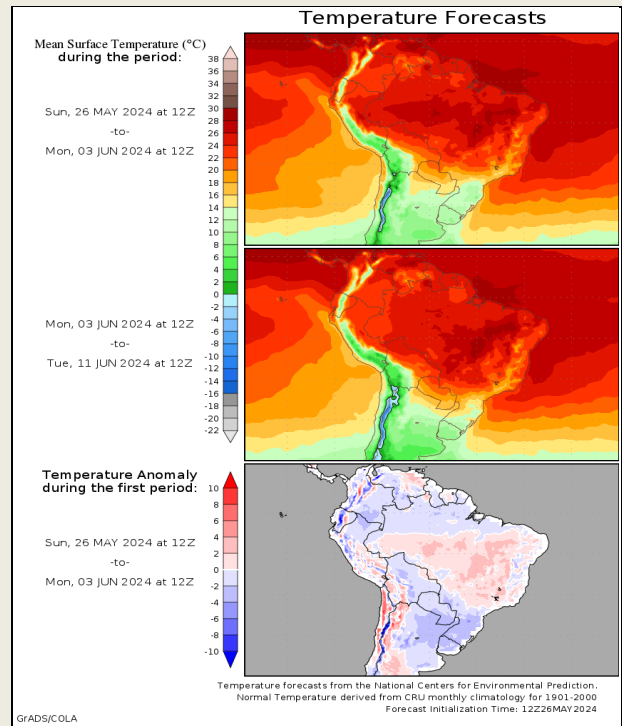 Temperature Forecasts
Mean Surface Temperature (°C)
during the period:
38
36
34
32
30
28
26
24
22
20
18
16
14
12
10
8
6
4
2
0
-2
-4
-6
-8
-10
-12
-14
-16
-18
-20
-22
Sun, 26 MAY 2024 at 12Z
-to-
Mon, 03 JUN 2024 at 12Z
Mon, 03 JUN 2024 at 12Z
-to-
Tue, 11 JUN 2024 at 12Z
Temperature Anomaly
during the first period:
10
8
6
4
2
0
-2
-4
-6
-8
-10
Sun, 26 MAY 2024 at 12Z
-to-
Mon, 03 JUN 2024 at 12Z
Temperature forecasts from the National Centers for Environmental Prediction.
Normal Temperature derived from CRU monthly climatology for 1901-2000
Forecast Initialization Time: 12Z26MAY2024
GrADS/COLA